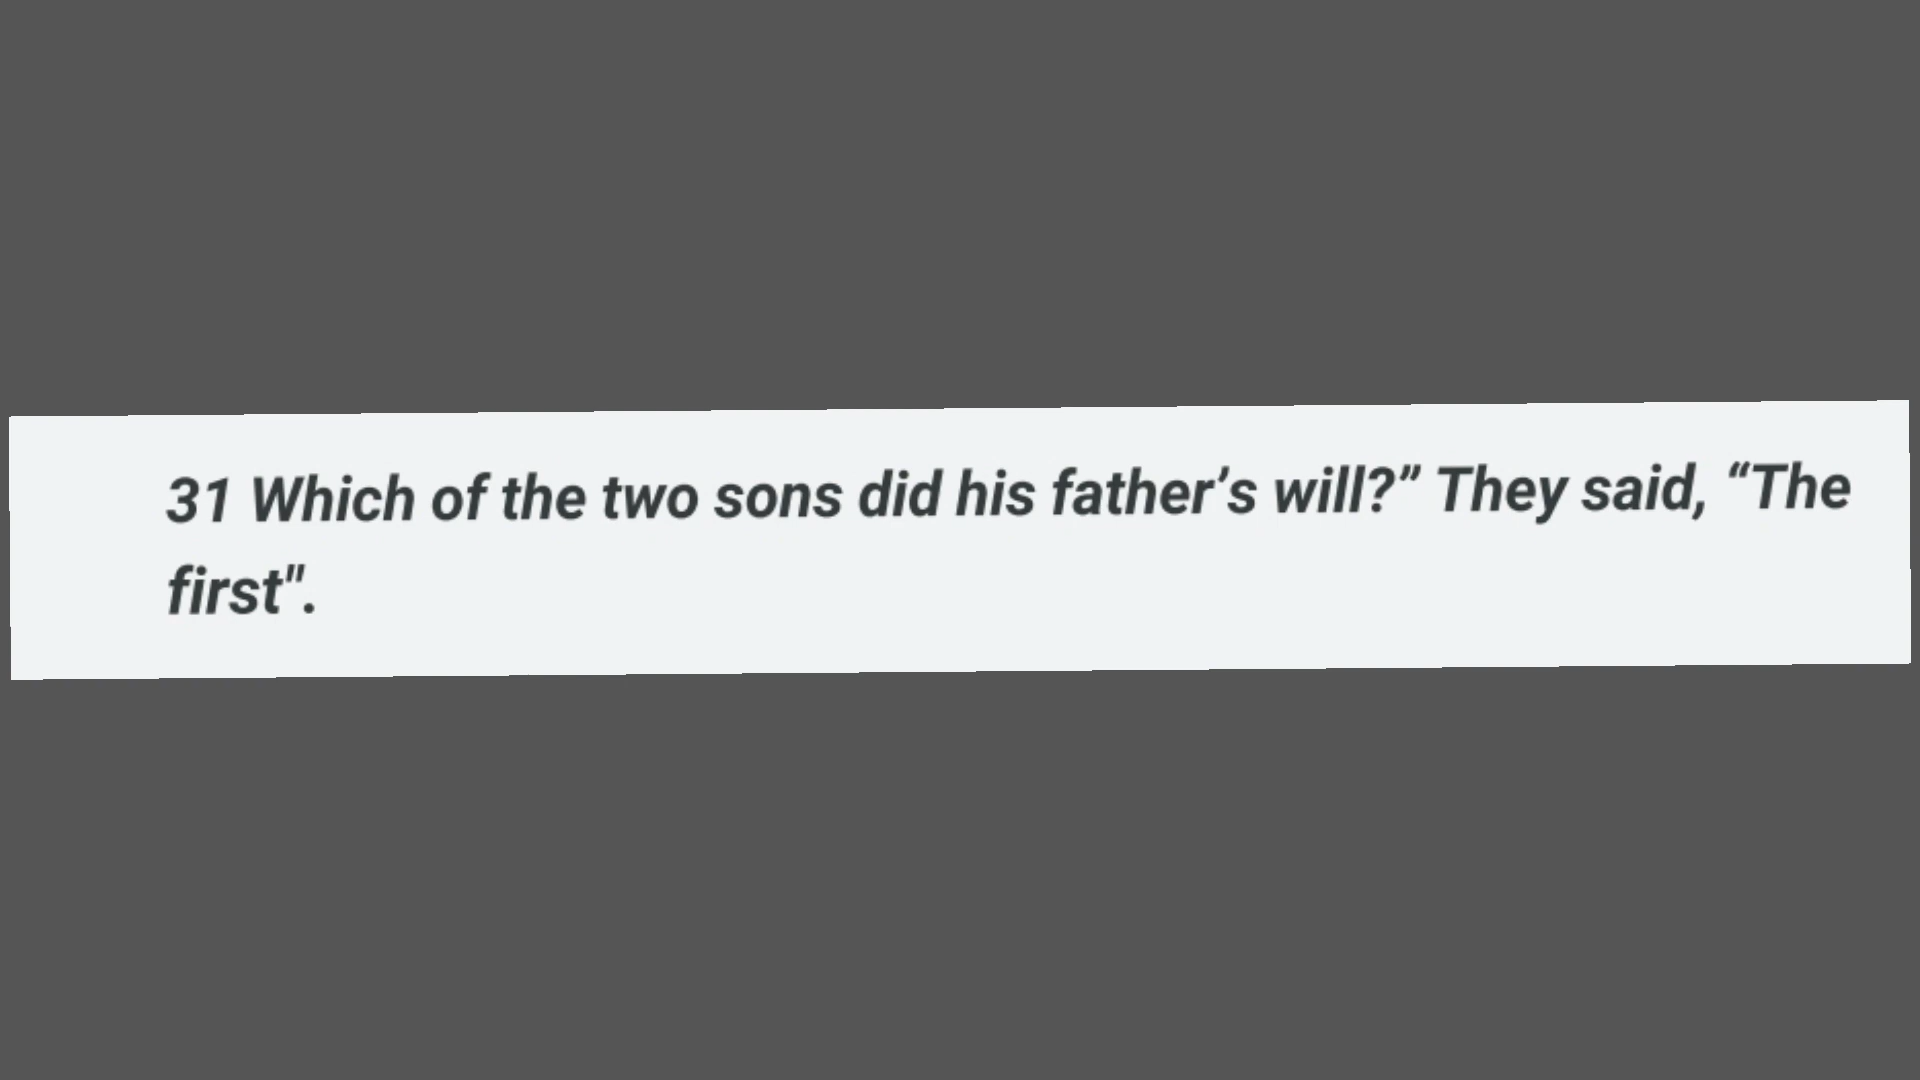 31 Which of the two sons did his father’s will?” They said, “The
first".